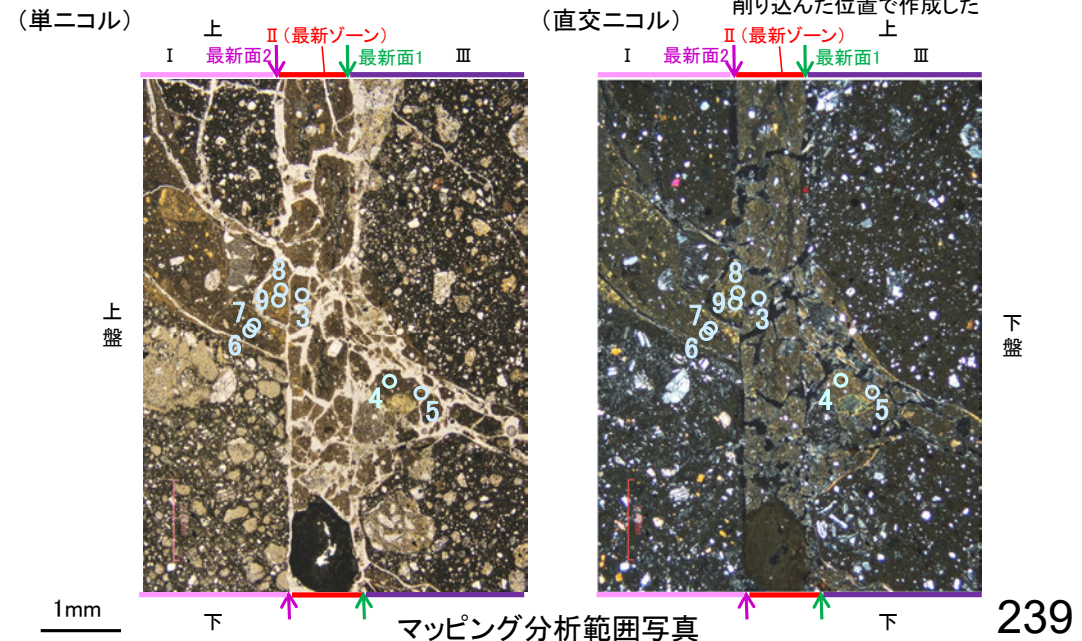 削り込んだ位置で作成した
（単ニコル）
上
Ⅱ（最新ゾーン）
Ⅰ
最新面2
最新面1
Ⅲ
上盤
8
9
7
3
6
4
5
1mm
下
（直交ニコル）
上
Ⅱ（最新ゾーン）
Ⅰ
最新面2
最新面1
Ⅲ
8
9
7
3
6
4
5
下盤
下
マッピング分析範囲写真
239